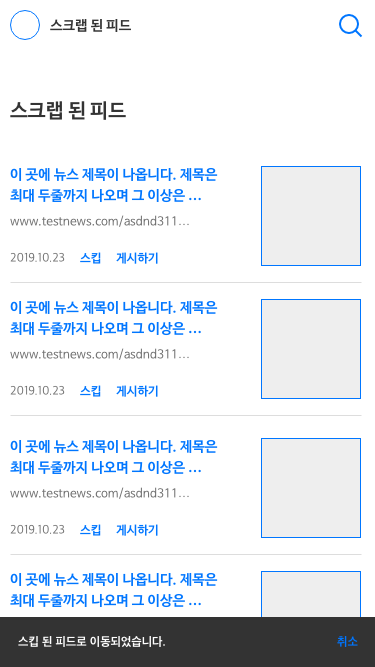 스크랩 된 피드
스크랩 된 피드
이 곳에 뉴스 제목이 나옵니다. 제목은
최대 두줄까지 나오며 그 이상은 ...
www.testnews.com/asdnd311...
2019.10.23 스킵 게시하기
이 곳에 뉴스 제목이 나옵니다. 제목은
최대 두줄까지 나오며 그 이상은 ...
www.testnews.com/asdnd311...
2019.10.23 스킵 게시하기
이 곳에 뉴스 제목이 나옵니다. 제목은
최대 두줄까지 나오며 그 이상은 ...
www.testnews.com/asdnd311...
2019.10.23 스킵 게시하기
이 곳에 뉴스 제목이 나옵니다. 제목은
최대 두줄까지 나오며 그 이상은 ...
스킵 된 피드로 이동되었습니다. 취소